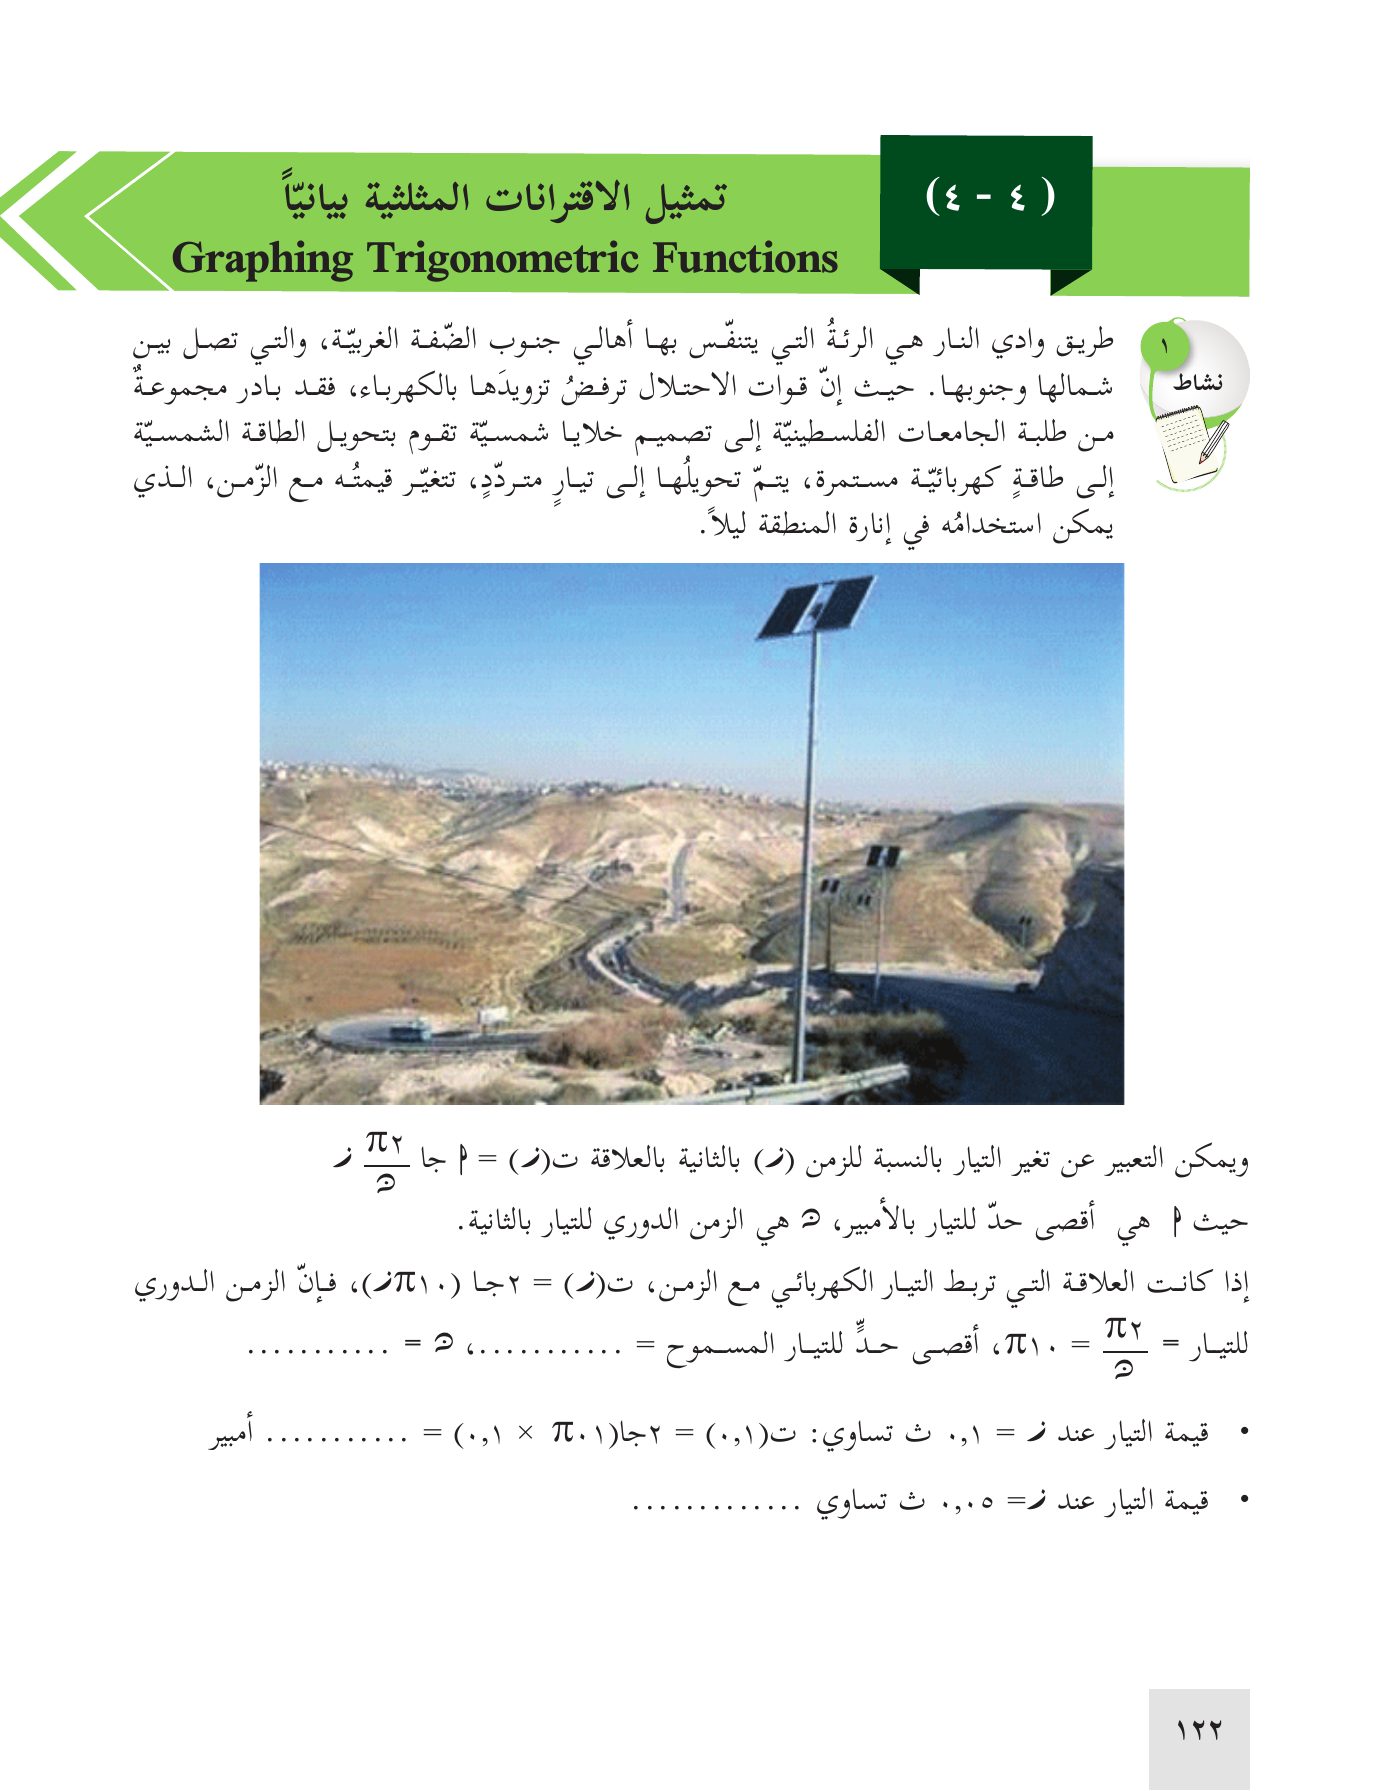 (٤ - ٤)
تمثيل الاقترانات المثلثية بيانيّاً
Graphing Trigonometric Functions
١
نشاط
طريق وادي النار هي الرئةُ التي يتنفّس بها أهالي جنوب الضّفة الغربيّة، والتي تصل بين
شمالها وجنوبها. حيث إنّ قوات الاحتلال ترفضُ تزويدَها بالكهرباء، فقد بادر مجموعةٌ
من طلبة الجامعات الفلسطينيّة إلى تصميم خلايا شمسيّة تقوم بتحويل الطاقة الشمسيّة
إلى طاقةٍ كهربائيّة مستمرة، يتمّ تحويلُها إلى تيارٍ متردّدٍ، تتغيّر قيمتُه مع الزّمن، الذي
يمكن استخدامُه في إنارة المنطقة ليلاً.
ويمكن التعبير عن تغير التيار بالنسبة للزمن (ز) بالثانية بالعلاقة ت(ز) = م جا ٢π/ن ز
حيث م هي أقصى حدّ للتيار بالأمبير، ن هي الزمن الدوري للتيار بالثانية.
إذا كانت العلاقة التي تربط التيار الكهربائي مع الزمن، ت(ز) = ٢جا (١٠πز)، فإنّ الزمن الدوري
للتيار = ٢π/ن = ١٠π، أقصى حدٍّ للتيار المسموح = ...........، ن = ...........
• قيمة التيار عند ز = ٠,١ ث تساوي: ت(٠,١) = ٢جا(٠١π × ٠,١) = ........... أمبير
• قيمة التيار عند ز= ٠,٠٥ ث تساوي .............
١٢٢